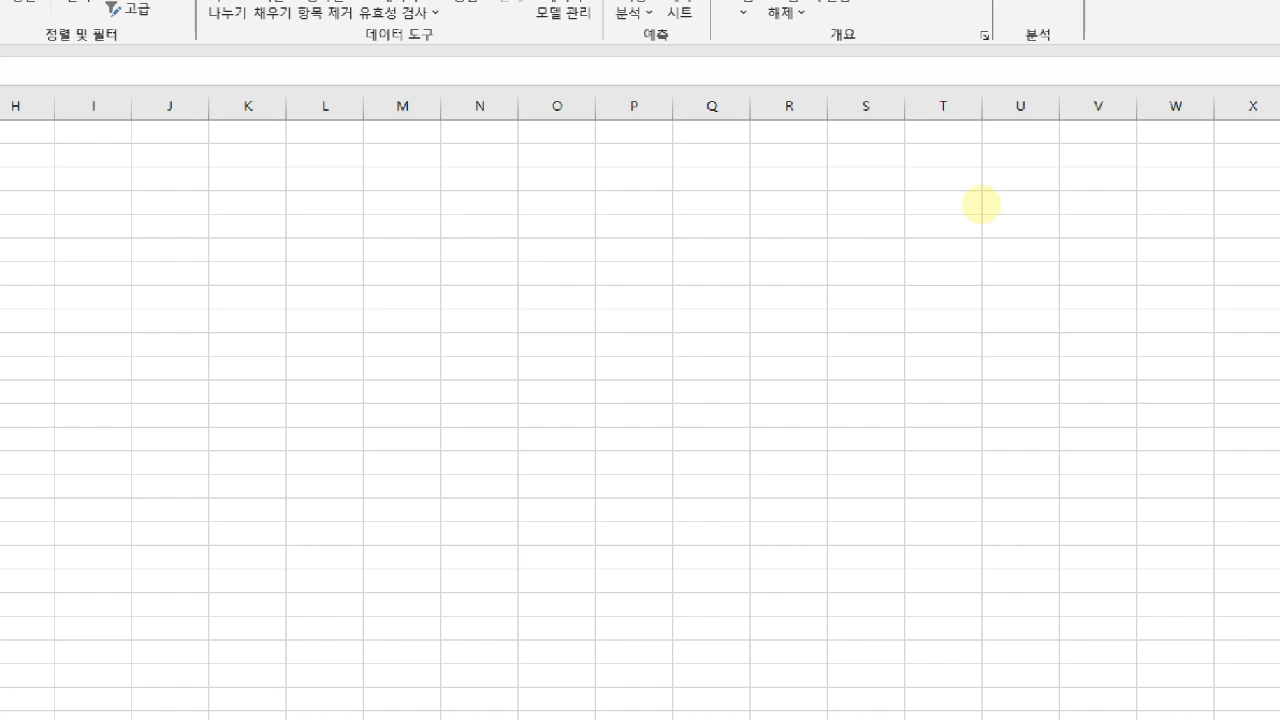 고급
나누기 채우기 항목 제거 유효성 검사 모델 관리 분석 시트 해제
정렬 및 필터 데이터 도구 예측 개요 분석
H I J K L M N O P Q R S T U V W X